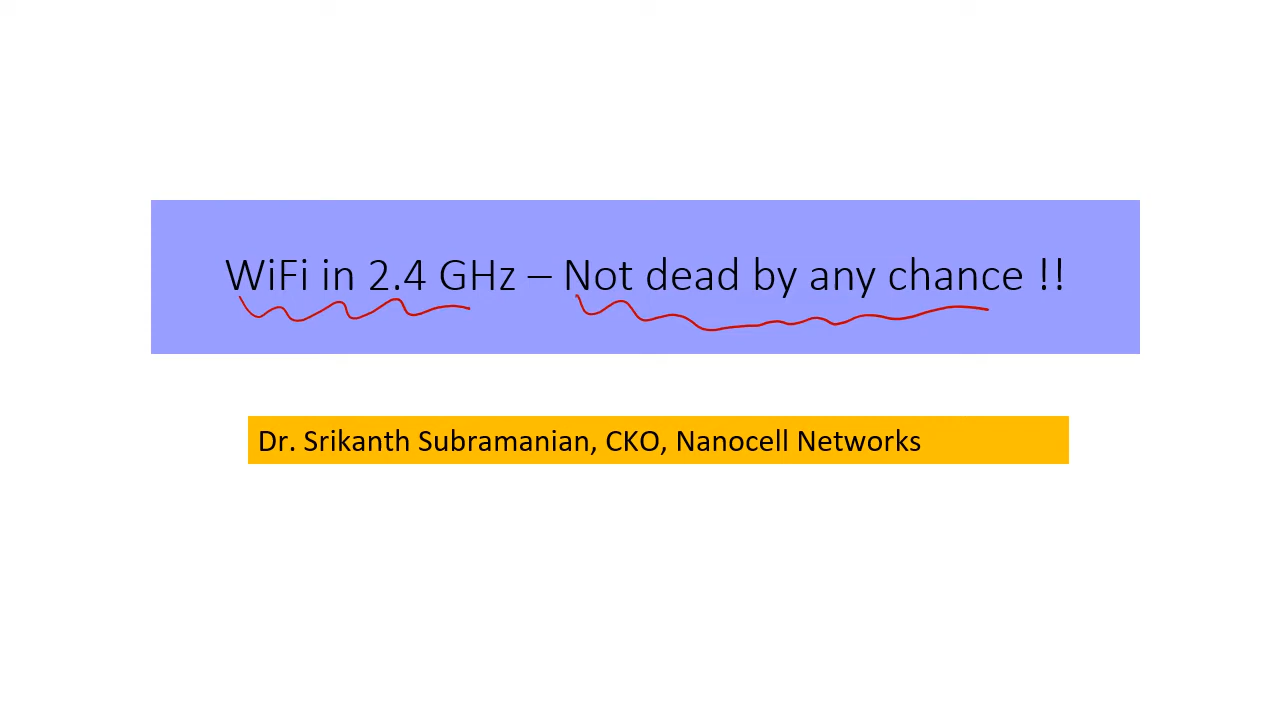 WiFi in 2.4 GHz – Not dead by any chance !!
Dr. Srikanth Subramanian, CKO, Nanocell Networks